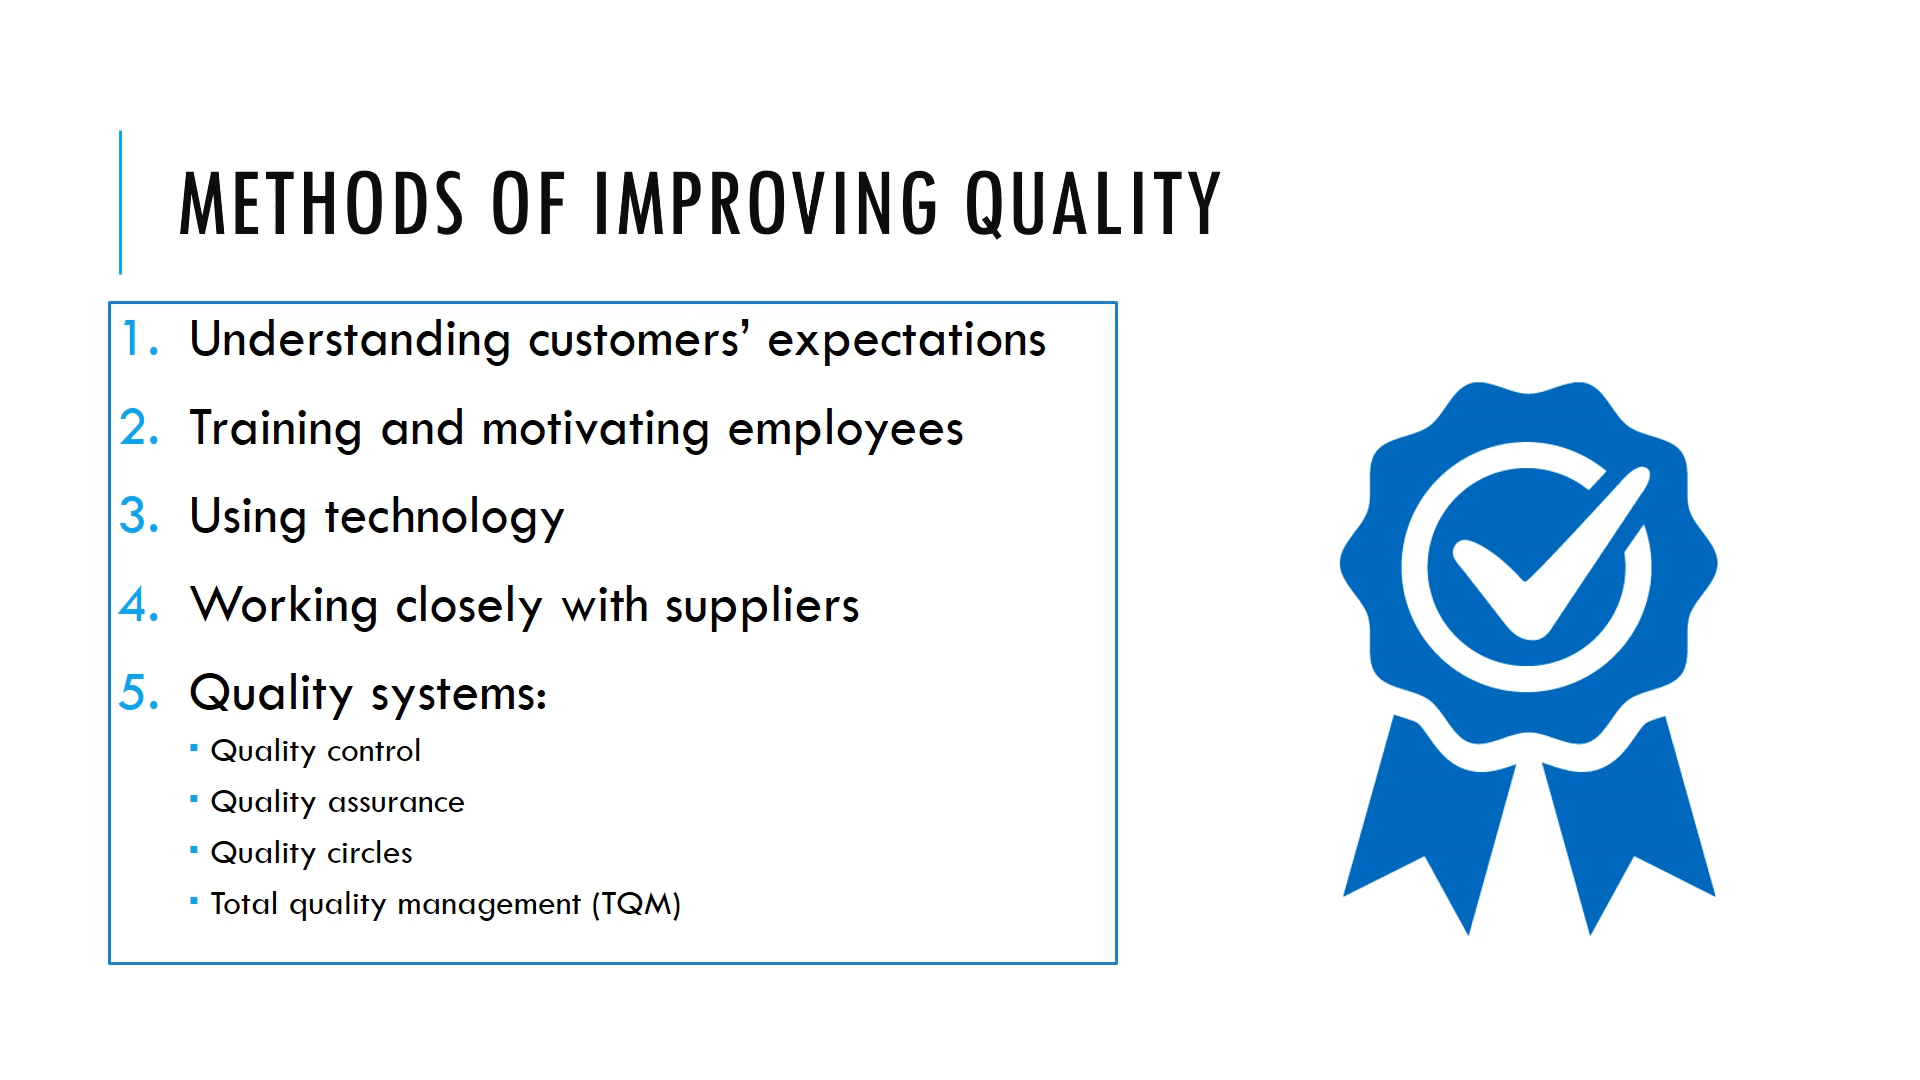 METHODS OF IMPROVING QUALITY
1. Understanding customers’ expectations
2. Training and motivating employees
3. Using technology
4. Working closely with suppliers
5. Quality systems:
▪ Quality control
▪ Quality assurance
▪ Quality circles
▪ Total quality management (TQM)